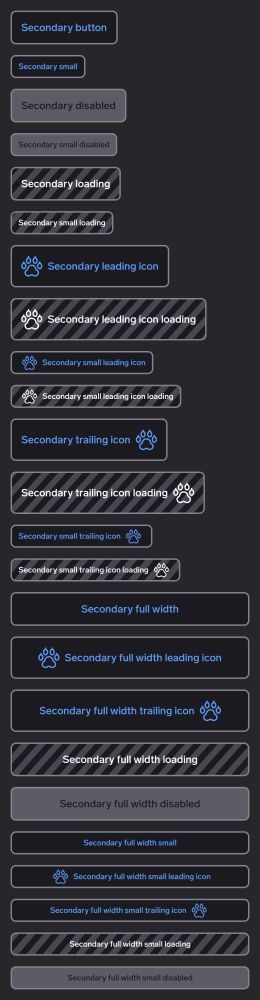 Secondary button
Secondary small
Secondary disabled
Secondary small disabled
Secondary loading
Secondary small loading
Secondary leading icon
Secondary leading icon loading
Secondary small leading icon
Secondary small leading icon loading
Secondary trailing icon
Secondary trailing icon loading
Secondary small trailing icon
Secondary small trailing icon loading
Secondary full width
Secondary full width leading icon
Secondary full width trailing icon
Secondary full width loading
Secondary full width disabled
Secondary full width small
Secondary full width small leading icon
Secondary full width small trailing icon
Secondary full width small loading
Secondary full width small disabled